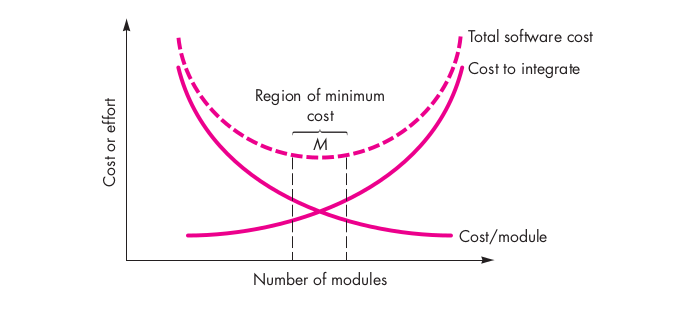 Total software cost
Cost to integrate
Region of minimum
cost
M
Cost or effort
Cost/module
Number of modules